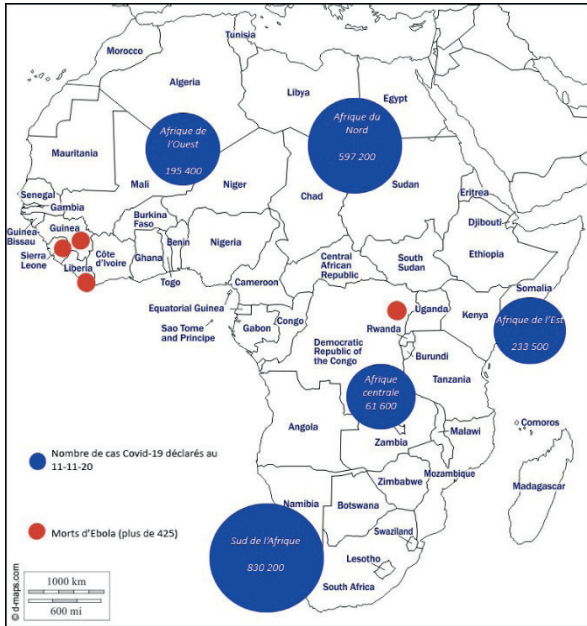 Tunisia
Morocco
Algeria
Libya
Egypt
Afrique de
l'Ouest
195 400
Afrique du
Nord
597 200
Mauritania
Mali
Niger
Chad
Sudan
Eritrea
Senegal
Gambia
Guinea-
Bissau
Guinea
Sierra
Leone
Liberia
Côte
d'Ivoire
Burkina
Faso
Ghana
Togo
Benin
Nigeria
Djibouti
Ethiopia
Central
African
Republic
South
Sudan
Cameroon
Somalia
Equatorial Guinea
Sao Tome
and Principe
Gabon
Congo
Democratic
Republic of
the Congo
Uganda
Rwanda
Kenya
Afrique de l'Est
233 500
Burundi
Tanzania
Afrique
centrale
61 600
Angola
Zambia
Malawi
Comoros
Mozambique
Madagascar
Zimbabwe
Namibia
Botswana
Swaziland
Lesotho
South Africa
Sud de l'Afrique
830 200
Nombre de cas Covid-19 déclarés au
11-11-20
Morts d'Ebola (plus de 425)
1000 km
600 mi
© d-maps.com